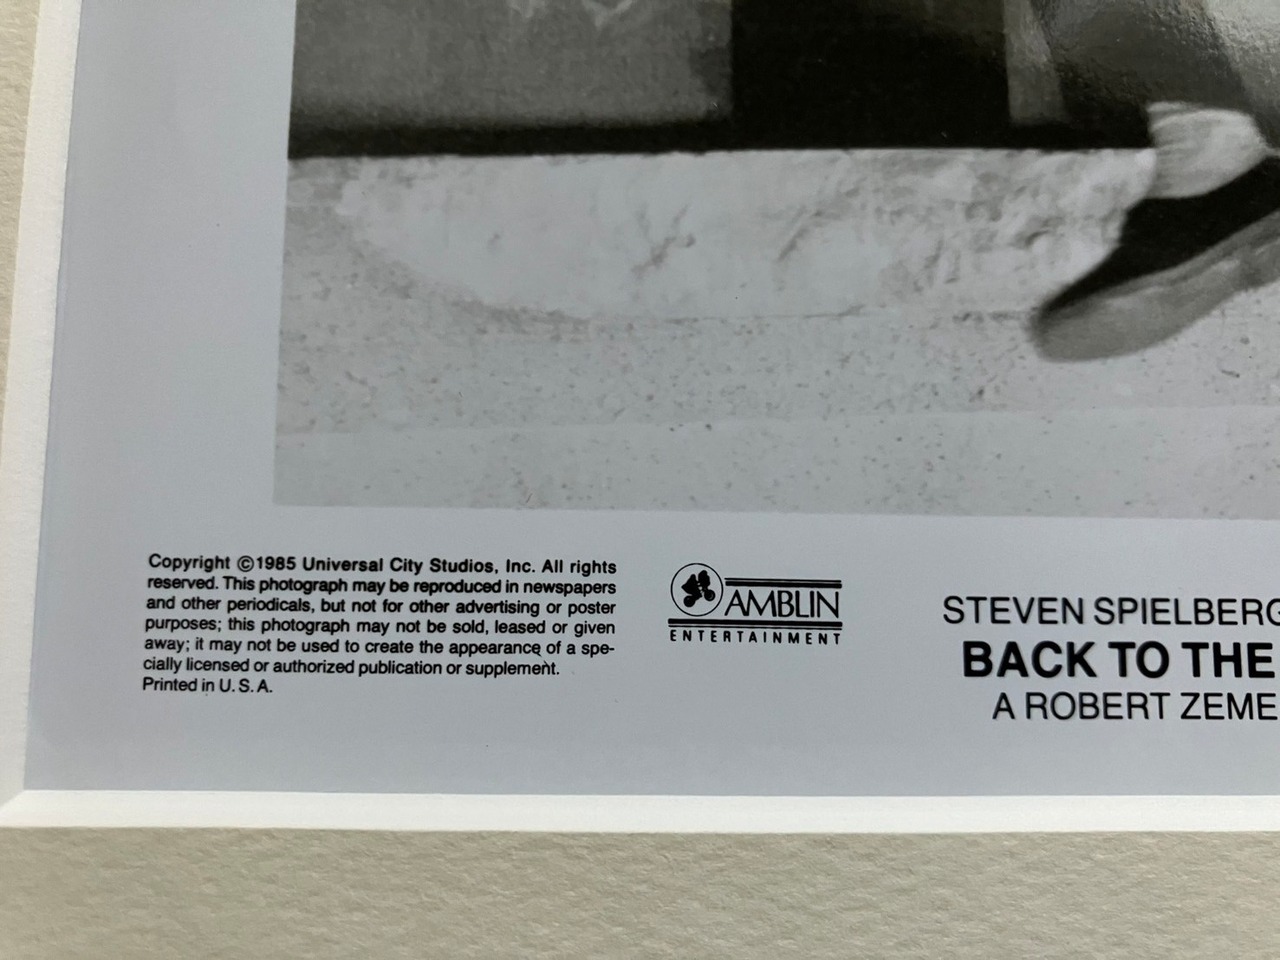 Copyright ©1985 Universal City Studios, Inc. All rights
reserved. This photograph may be reproduced in newspapers
and other periodicals, but not for other advertising or poster
purposes; this photograph may not be sold, leased or given
away; it may not be used to create the appearance of a spe-
cially licensed or authorized publication or supplement.
Printed in U. S. A.
AMBLIN
ENTERTAINMENT
STEVEN SPIELBERG
BACK TO THE
A ROBERT ZEME